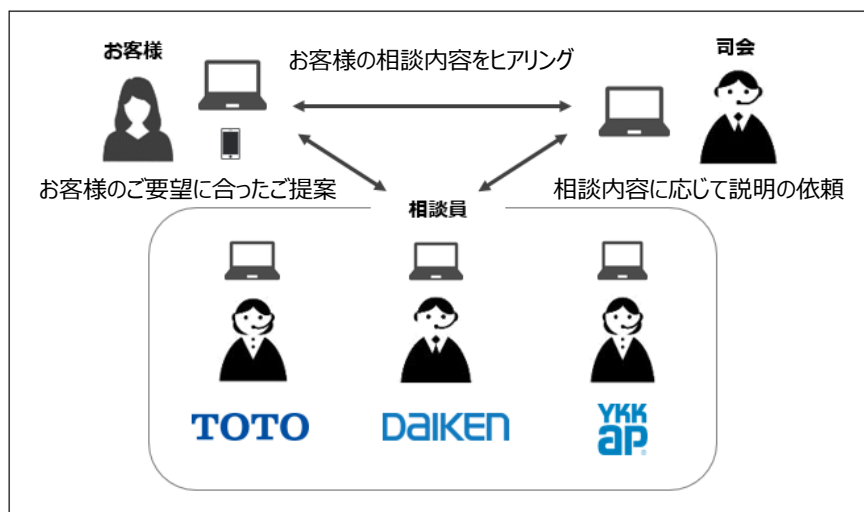 お客様
お客様の相談内容をヒアリング
司会
お客様のご要望に合ったご提案
相談内容に応じて説明の依頼
相談員
TOTO
DAIKEN
YKK
ap